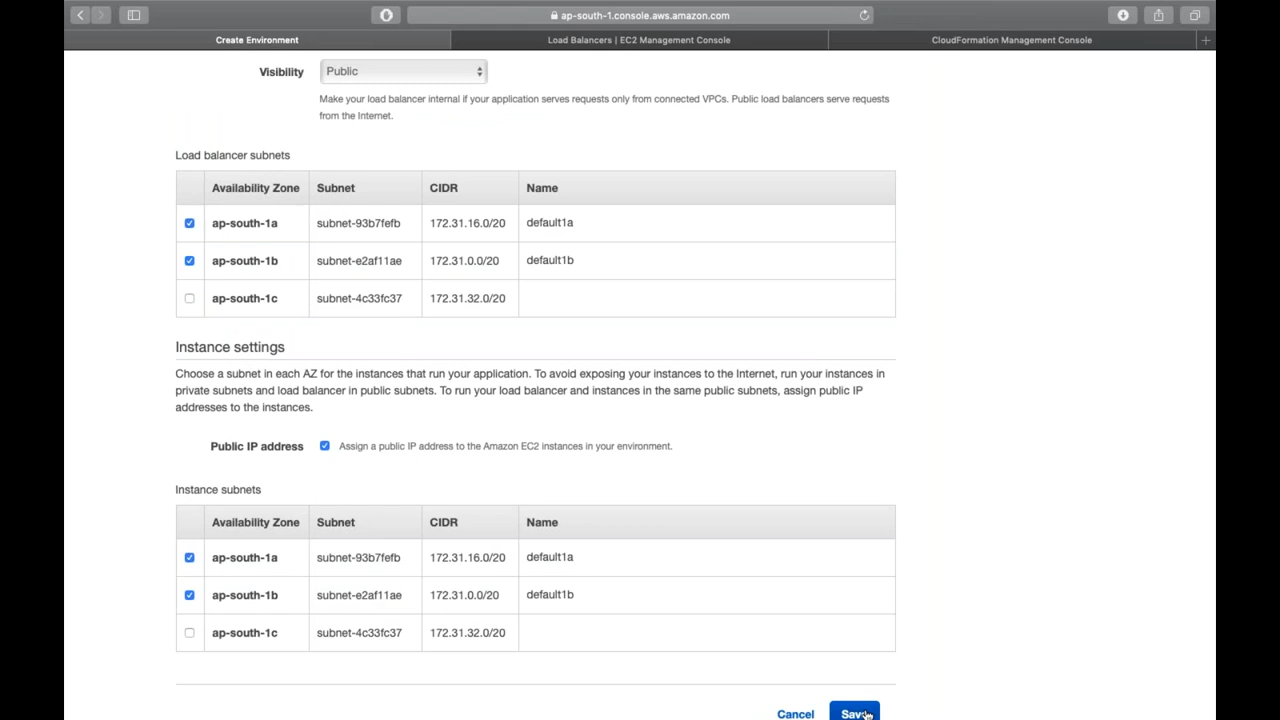 ap-south-1.console.aws.amazon.com
Create Environment
Load Balancers | EC2 Management Console
CloudFormation Management Console
Visibility
Public
Make your load balancer internal if your application serves requests only from connected VPCs. Public load balancers serve requests
from the Internet.
Load balancer subnets
Availability Zone Subnet CIDR Name
ap-south-1a subnet-93b7fefb 172.31.16.0/20 default1a
ap-south-1b subnet-e2af11ae 172.31.0.0/20 default1b
ap-south-1c subnet-4c33fc37 172.31.32.0/20
Instance settings
Choose a subnet in each AZ for the instances that run your application. To avoid exposing your instances to the Internet, run your instances in
private subnets and load balancer in public subnets. To run your load balancer and instances in the same public subnets, assign public IP
addresses to the instances.
Public IP address Assign a public IP address to the Amazon EC2 instances in your environment.
Instance subnets
Availability Zone Subnet CIDR Name
ap-south-1a subnet-93b7fefb 172.31.16.0/20 default1a
ap-south-1b subnet-e2af11ae 172.31.0.0/20 default1b
ap-south-1c subnet-4c33fc37 172.31.32.0/20
Cancel Save